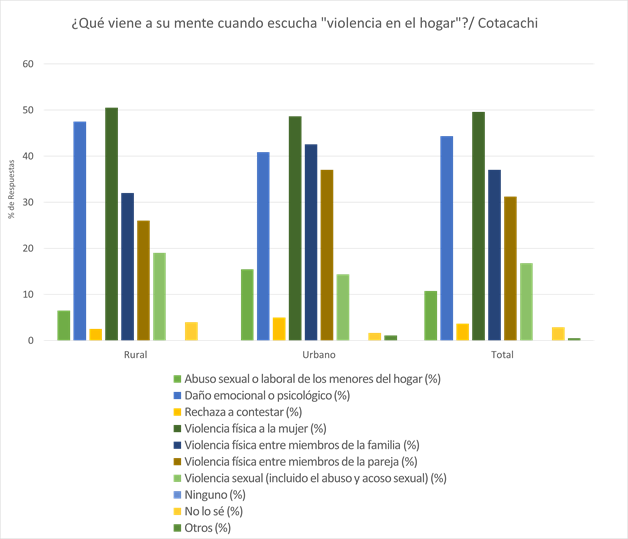 ¿Qué viene a su mente cuando escucha "violencia en el hogar"?/ Cotacachi
60
50
40
30
20
10
0
% de Respuestas
Rural
Urbano
Total
Abuso sexual o laboral de los menores del hogar (%)
Daño emocional o psicológico (%)
Rechaza a contestar (%)
Violencia física a la mujer (%)
Violencia física entre miembros de la familia (%)
Violencia física entre miembros de la pareja (%)
Violencia sexual (incluido el abuso y acoso sexual) (%)
Ninguno (%)
No lo sé (%)
Otros (%)